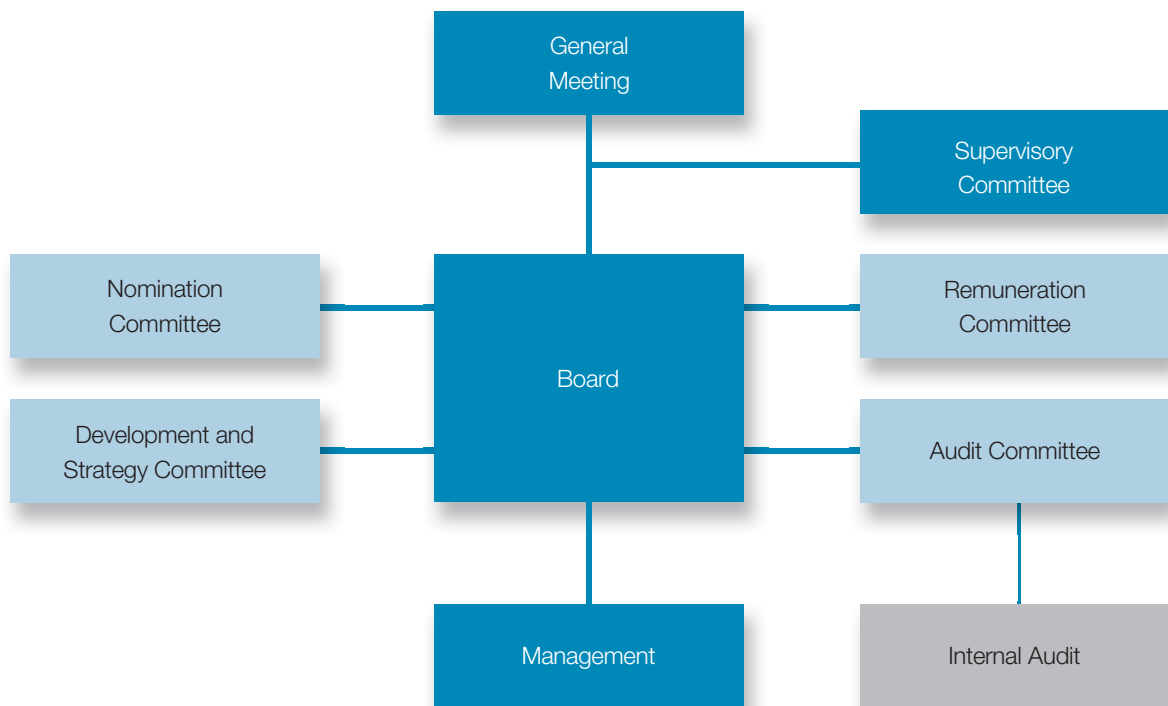 General
Meeting
Supervisory
Committee
Nomination
Committee
Board
Remuneration
Committee
Development and
Strategy Committee
Audit Committee
Management
Internal Audit